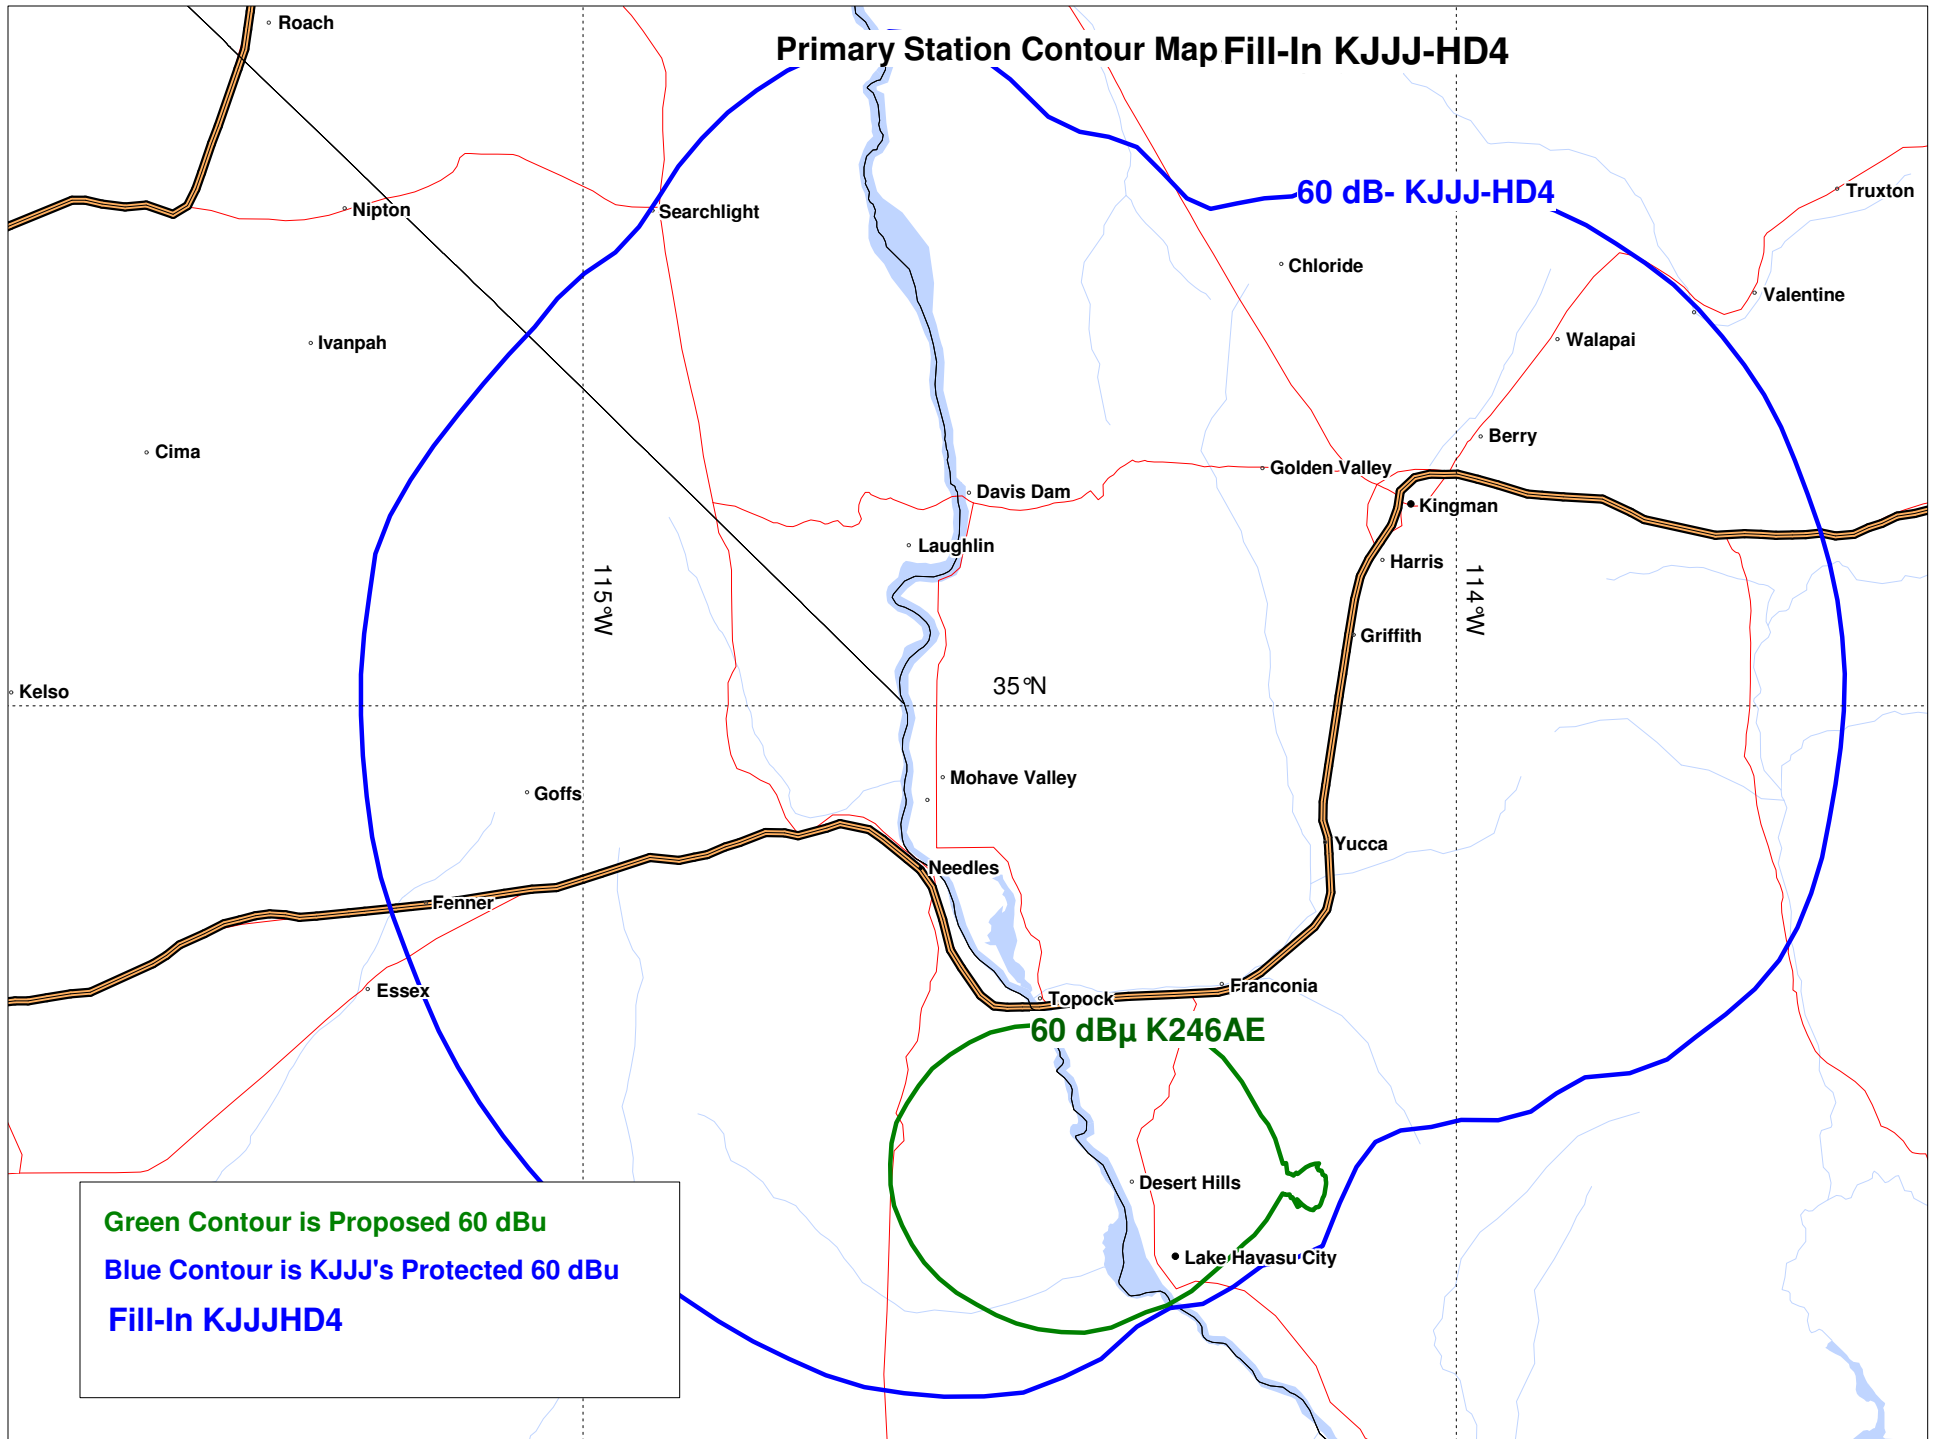 Roach
Primary Station Contour Map Fill-In KJJJ-HD4
60 dB- KJJJ-HD4
Truxton
Nipton
Searchlight
Chloride
Valentine
Ivanpah
Walapai
Cima
Berry
Golden Valley
Davis Dam
Kingman
Laughlin
Harris
115°W
114°W
Griffith
35°N
Kelso
Mohave Valley
Goffs
Yucca
Needles
Fenner
Essex
Franconia
Topock
60 dBµ K246AE
Desert Hills
Lake Havasu City
Green Contour is Proposed 60 dBu
Blue Contour is KJJJ's Protected 60 dBu
Fill-In KJJJHD4